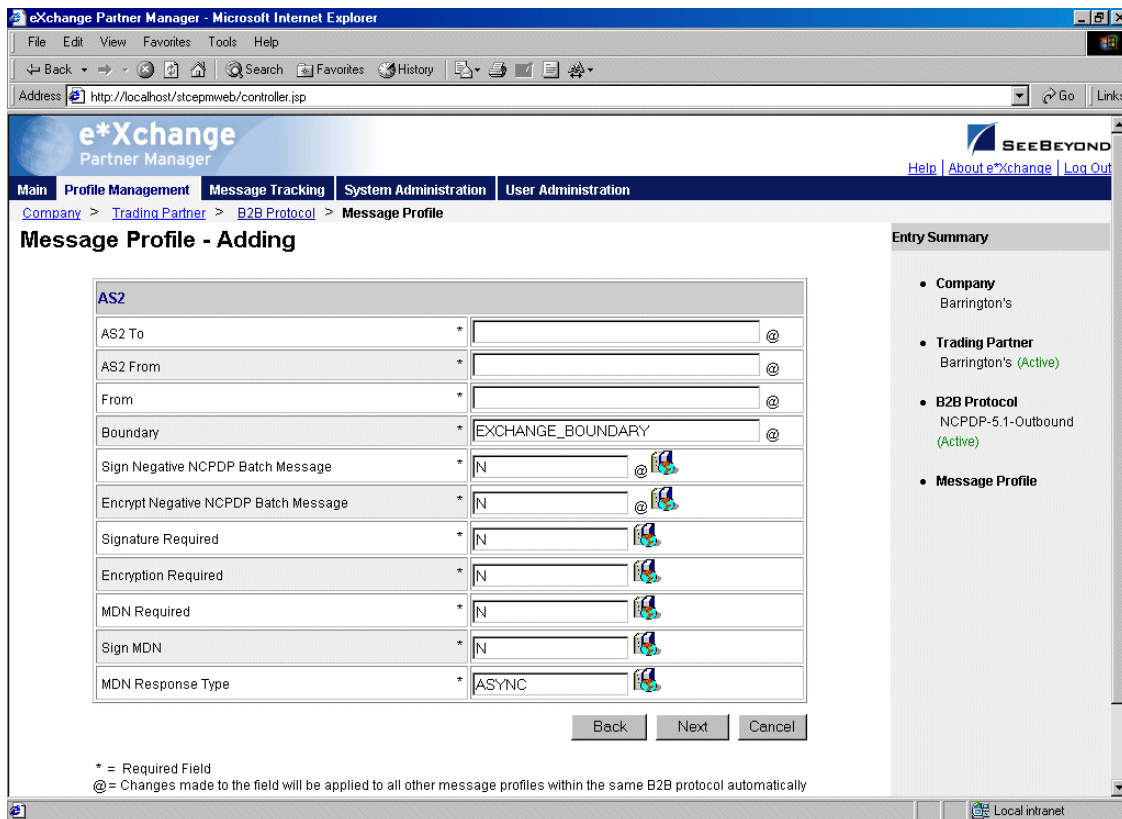 eXchange Partner Manager - Microsoft Internet Explorer
File Edit View Favorites Tools Help
Back Search Favorites History
Address http://localhost/stcepmweb/controller.jsp Go Links
e*Xchange
Partner Manager
SEEBEYOND
Help | About e*Xchange | Log Out
Main Profile Management Message Tracking System Administration User Administration
Company > Trading Partner > B2B Protocol > Message Profile
Message Profile - Adding
AS2
AS2 To * @
AS2 From * @
From * @
Boundary * EXCHANGE_BOUNDARY @
Sign Negative NCPDP Batch Message * N @
Encrypt Negative NCPDP Batch Message * N @
Signature Required * N
Encryption Required * N
MDN Required * N
Sign MDN * N
MDN Response Type * ASYNC
Back Next Cancel
* = Required Field
@ = Changes made to the field will be applied to all other message profiles within the same B2B protocol automatically
Entry Summary
• Company
Barrington's
• Trading Partner
Barrington's (Active)
• B2B Protocol
NCPDP-5.1-Outbound
(Active)
• Message Profile
Local intranet